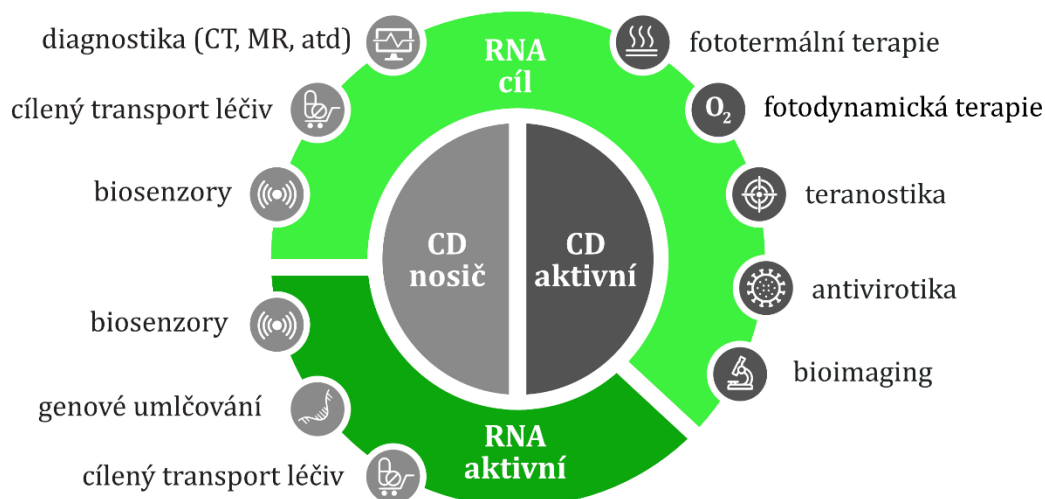 diagnostika (CT, MR, atd)
cílený transport léčiv
biosenzory
biosenzory
genové umlčování
cílený transport léčiv
RNA
cíl
CD
nosič
CD
aktivní
RNA
aktivní
fototermální terapie
O₂
fotodynamická terapie
teranostika
antivirotika
bioimaging